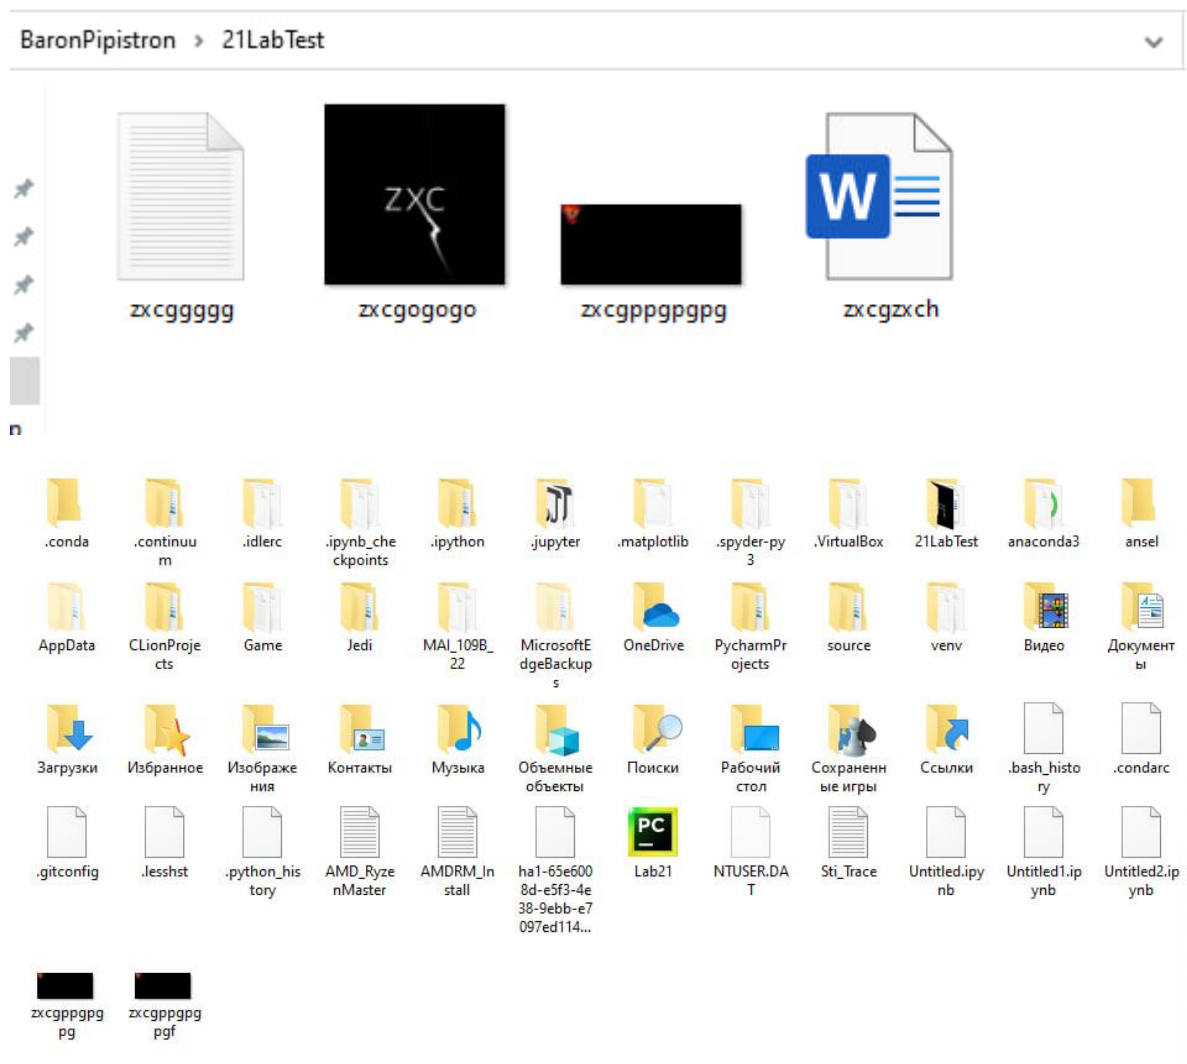 BaronPipistron > 21LabTest
ZXC
W
zxcggggg
zxcgogogo
zxcgppgpgpg
zxcgzxch
.conda
.continuu
m
.idlerc
.ipynb_che
ckpoints
.ipython
.jupyter
.matplotlib
.spyder-py
3
.VirtualBox
21LabTest
anaconda3
ansel
AppData
CLionProje
cts
Game
Jedi
MAI_109B_
22
MicrosoftE
dgeBackup
s
OneDrive
PycharmPr
ojects
source
venv
Видео
Документ
ы
Загрузки
Избранное
Изображе
ния
Контакты
Музыка
Объемные
объекты
Поиски
Рабочий
стол
Сохраненн
ые игры
Ссылки
.bash_histo
ry
.condarc
.gitconfig
.lesshst
.python_his
tory
AMD_Ryze
nMaster
AMDRM_In
stall
ha1-65e600
8d-e5f3-4e
38-9ebb-e7
097ed114...
PC
Lab21
NTUSER.DA
T
Sti_Trace
Untitled.ipy
nb
Untitled1.ip
ynb
Untitled2.ip
ynb
zxcgppgpg
pg
zxcgppgpg
pgf